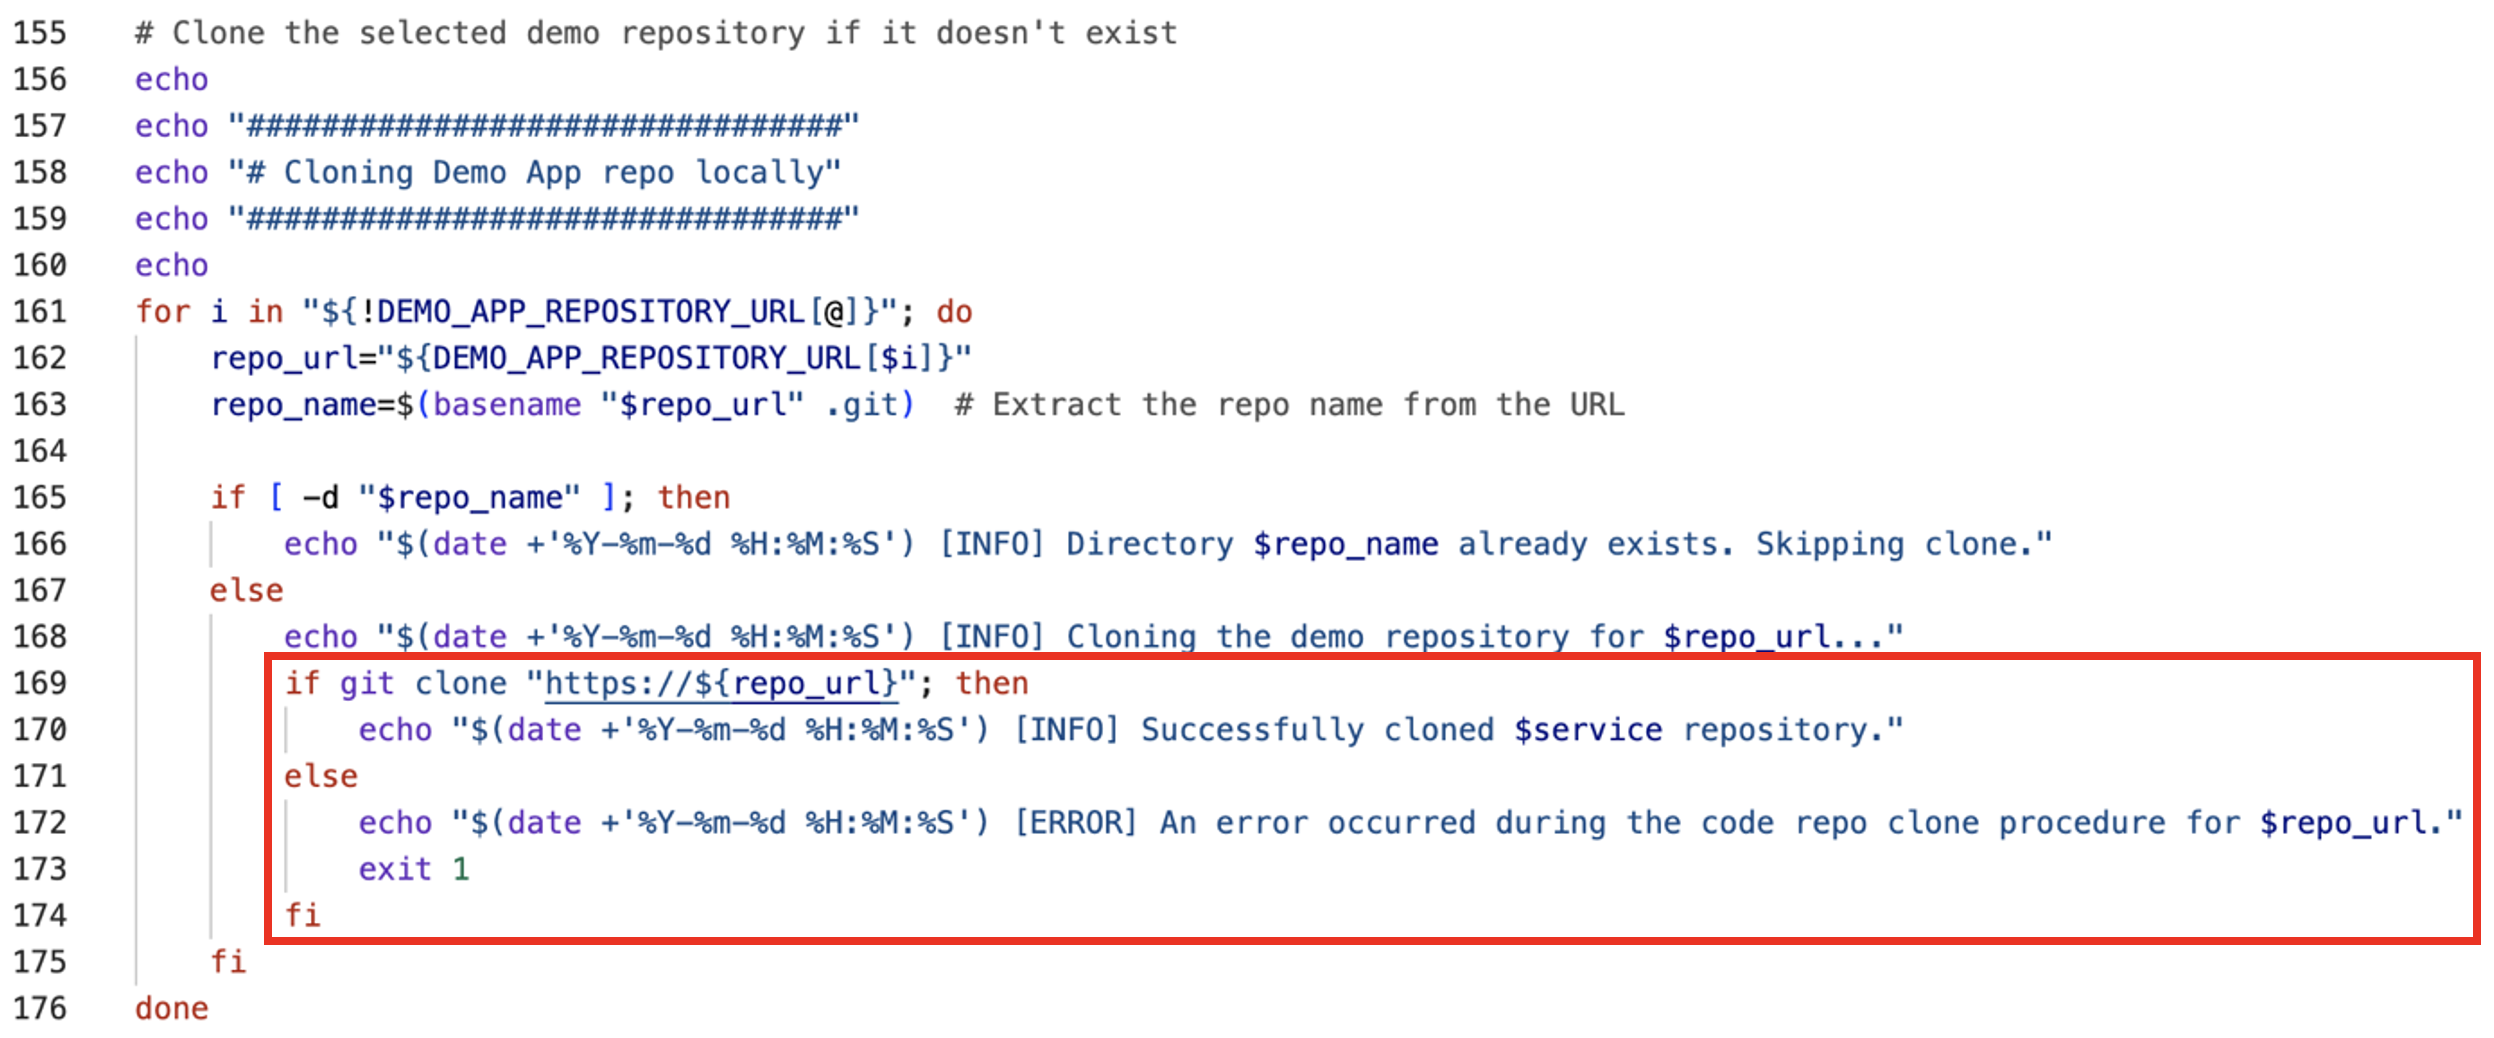 155 # Clone the selected demo repository if it doesn't exist
156 echo
157 echo "################################"
158 echo "# Cloning Demo App repo locally"
159 echo "################################"
160 echo
161 for i in "${!DEMO_APP_REPOSITORY_URL[@]}"; do
162     repo_url="${DEMO_APP_REPOSITORY_URL[$i]}"
163     repo_name=$(basename "$repo_url" .git)  # Extract the repo name from the URL
164
165     if [ -d "$repo_name" ]; then
166         echo "$(date +'%Y-%m-%d %H:%M:%S') [INFO] Directory $repo_name already exists. Skipping clone."
167     else
168         echo "$(date +'%Y-%m-%d %H:%M:%S') [INFO] Cloning the demo repository for $repo_url..."
169         if git clone "https://${repo_url}"; then
170             echo "$(date +'%Y-%m-%d %H:%M:%S') [INFO] Successfully cloned $service repository."
171         else
172             echo "$(date +'%Y-%m-%d %H:%M:%S') [ERROR] An error occurred during the code repo clone procedure for $repo_url."
173             exit 1
174         fi
175     fi
176 done